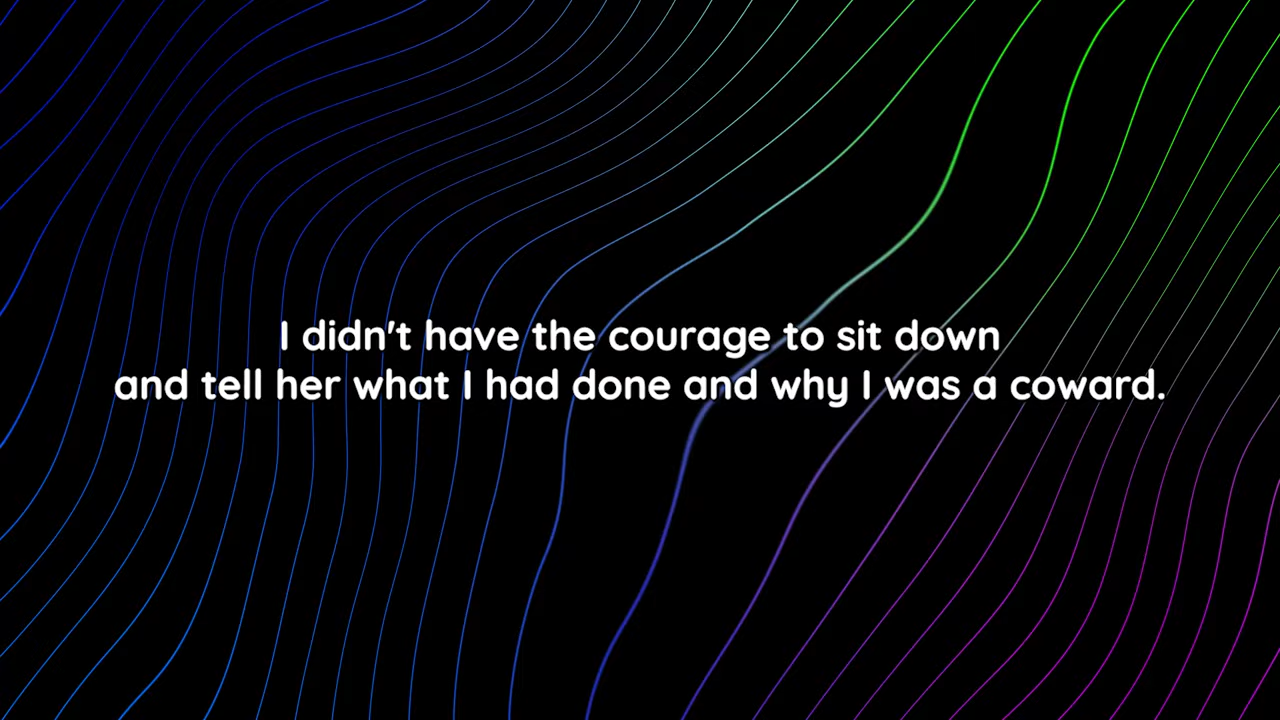 I didn't have the courage to sit down
and tell her what I had done and why I was a coward.